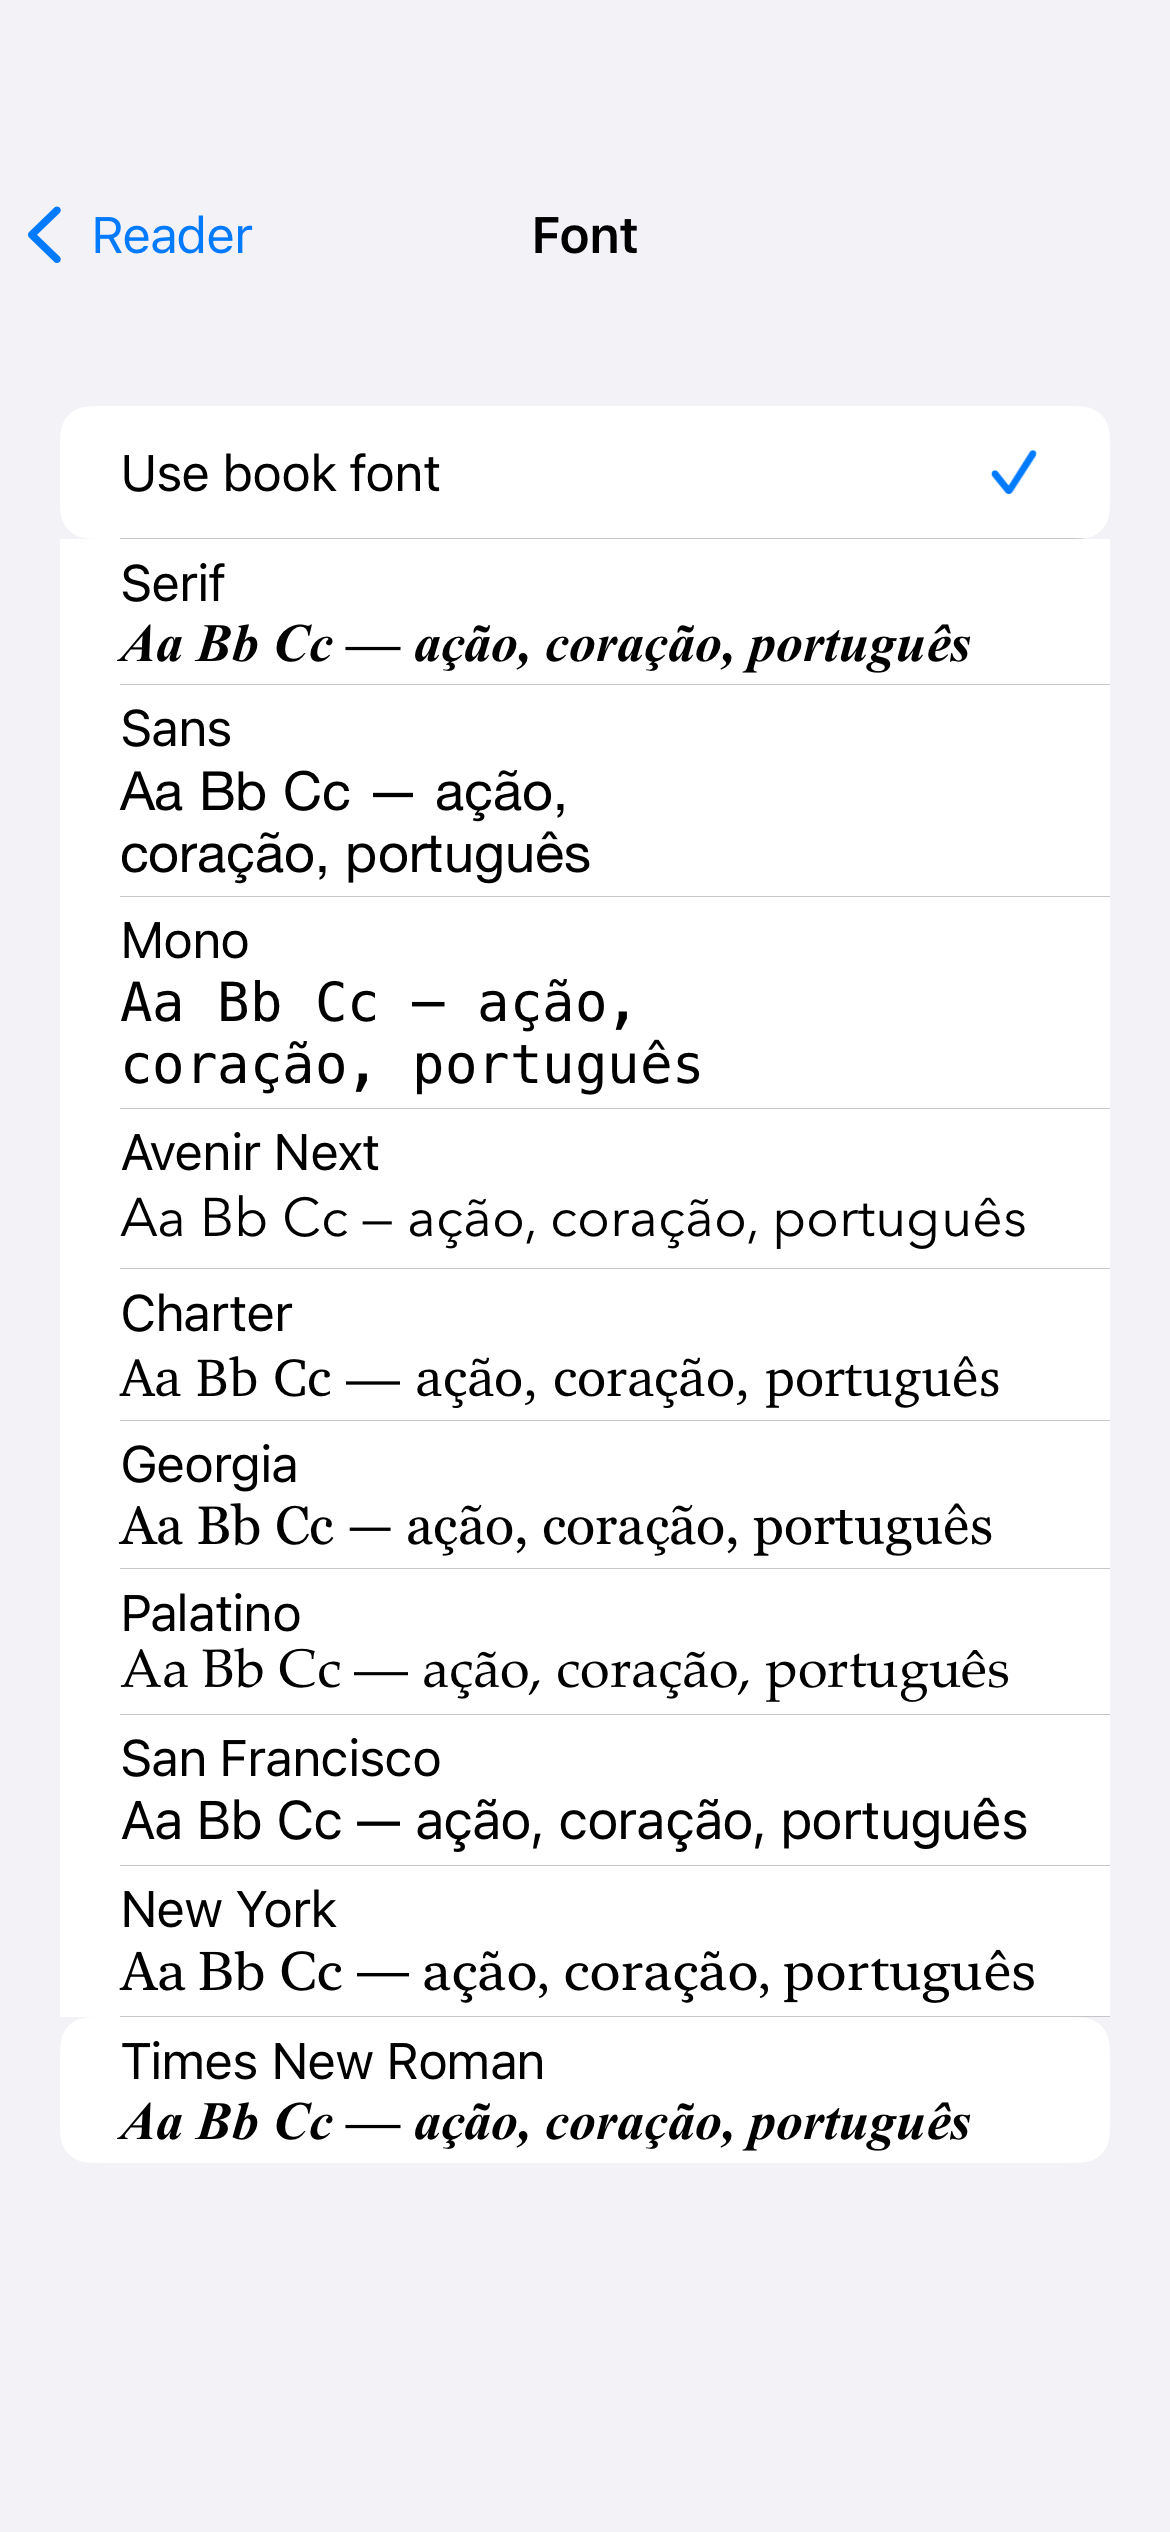 Reader
Font
Use book font
Serif
Aa Bb Cc — ação, coração, português
Sans
Aa Bb Cc — ação,
coração, português
Mono
Aa Bb Cc — ação,
coração, português
Avenir Next
Aa Bb Cc — ação, coração, português
Charter
Aa Bb Cc — ação, coração, português
Georgia
Aa Bb Cc — ação, coração, português
Palatino
Aa Bb Cc — ação, coração, português
San Francisco
Aa Bb Cc — ação, coração, português
New York
Aa Bb Cc — ação, coração, português
Times New Roman
Aa Bb Cc — ação, coração, português